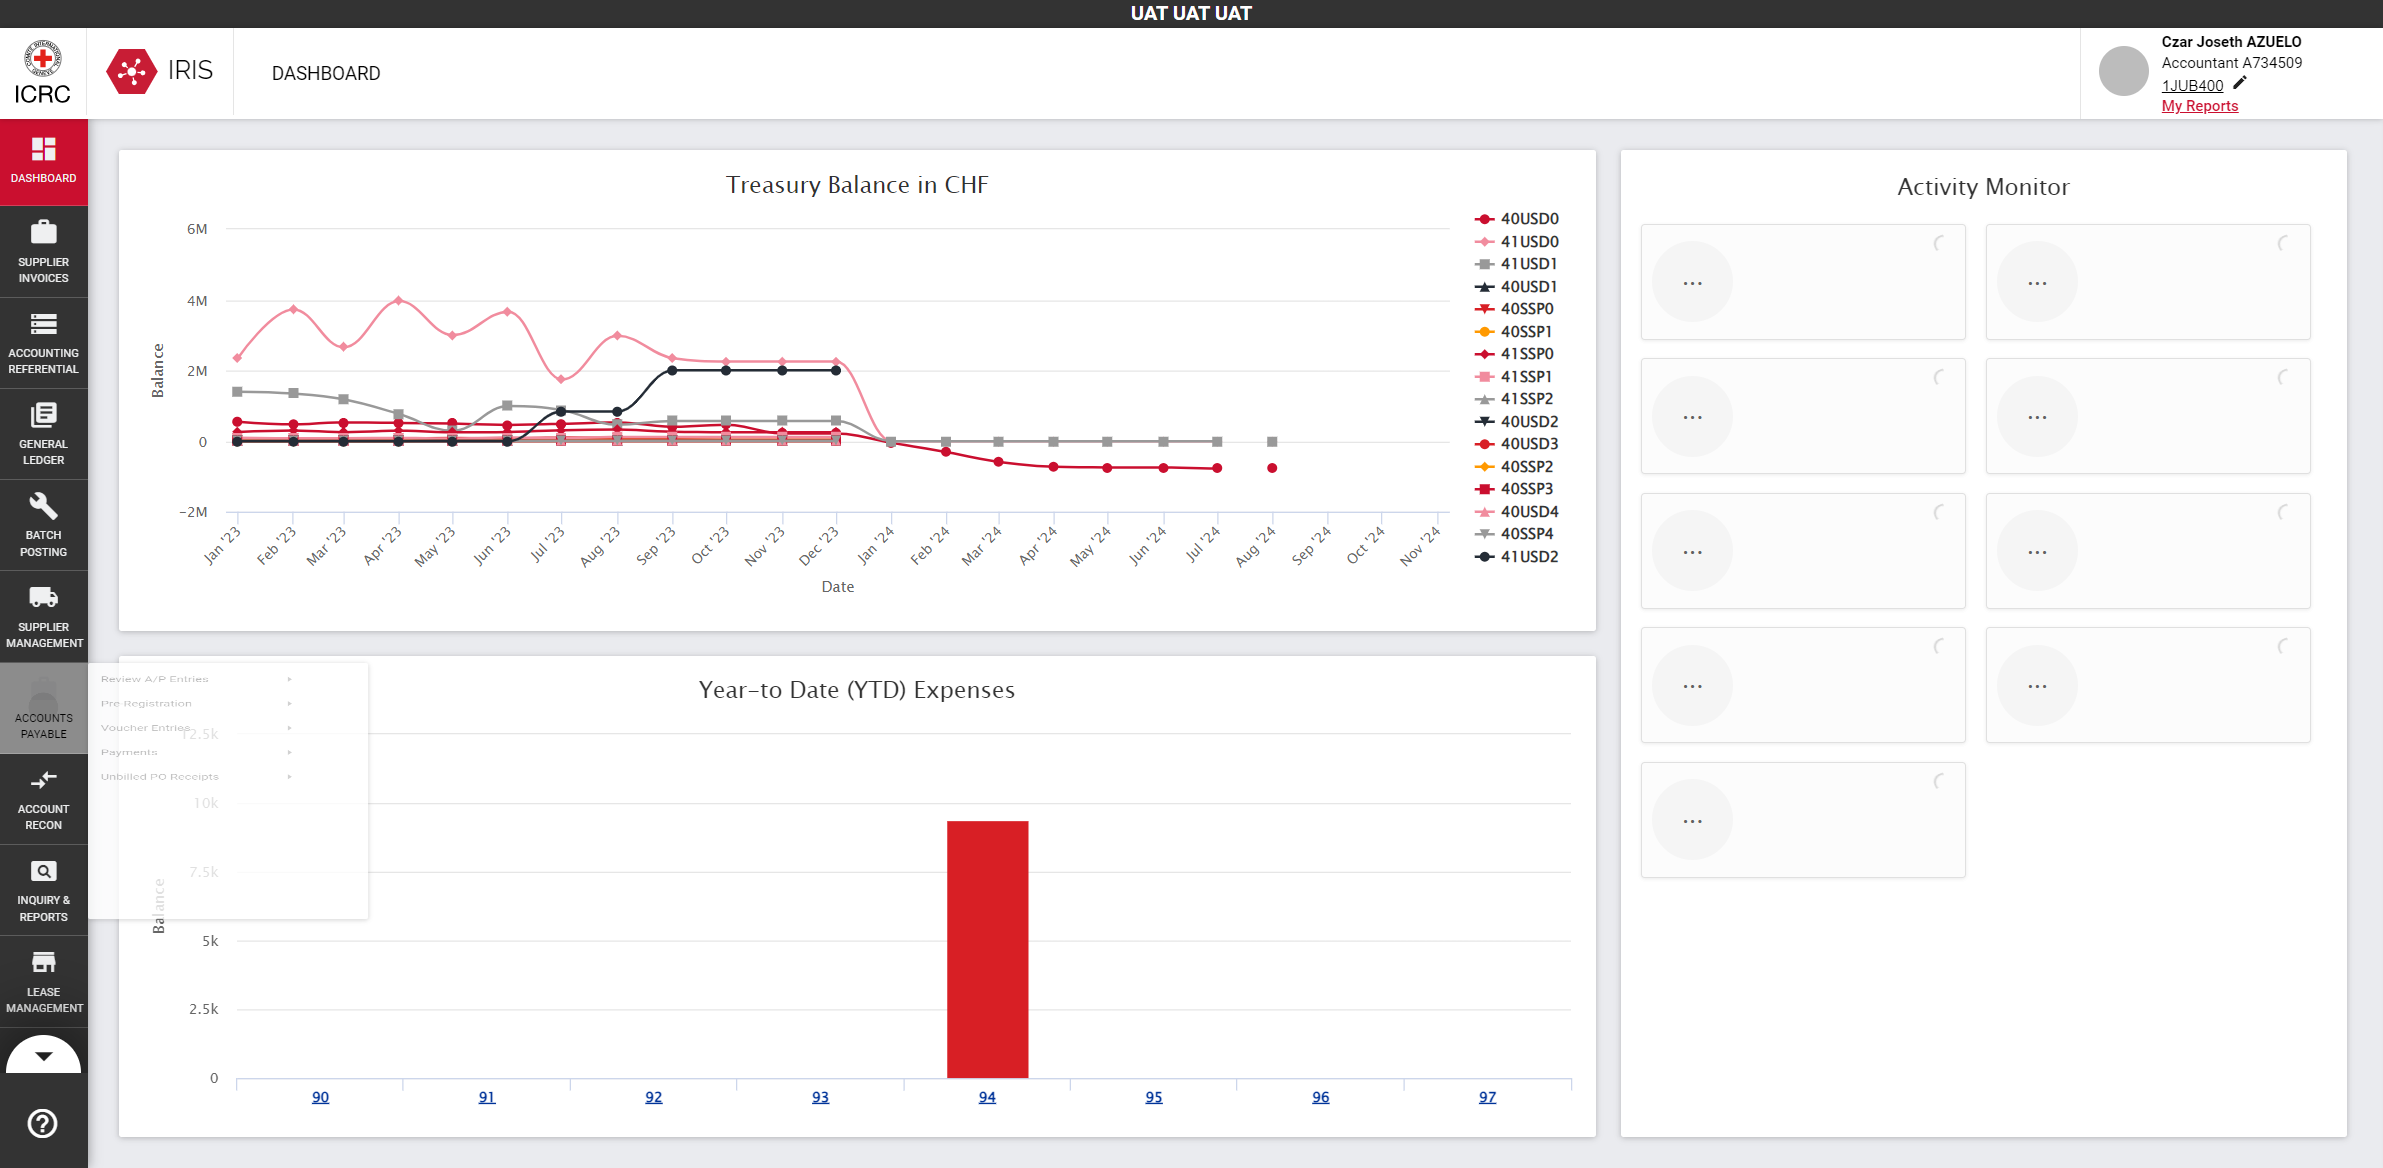 UAT UAT UAT
ICRC
IRIS
DASHBOARD
Czar Joseth AZUELO
Accountant A734509
1JUB400
My Reports
DASHBOARD
SUPPLIER
INVOICES
ACCOUNTING
REFERENTIAL
GENERAL
LEDGER
BATCH
POSTING
SUPPLIER
MANAGEMENT
ACCOUNTS
PAYABLE
ACCOUNT
RECON
INQUIRY &
REPORTS
LEASE
MANAGEMENT
Treasury Balance in CHF
Balance
6M
4M
2M
0
-2M
Jan '23
Feb '23
Mar '23
Apr '23
May '23
Jun '23
Jul '23
Aug '23
Sep '23
Oct '23
Nov '23
Dec '23
Jan '24
Feb '24
Mar '24
Apr '24
May '24
Jun '24
Jul '24
Aug '24
Sep '24
Oct '24
Nov '24
Date
40USD0
41USD0
41USD1
40USD1
40SSP0
40SSP1
41SSP0
41SSP1
41SSP2
40USD2
40USD3
40SSP2
40SSP3
40USD4
40SSP4
41USD2
Review A/P Entries
Pre Registration
Voucher Entries
Payments
Unbilled PO Receipts
Year-to Date (YTD) Expenses
Balance
12.5k
10k
7.5k
5k
2.5k
0
90
91
92
93
94
95
96
97
Activity Monitor
...
...
...
...
...
...
...
...
...